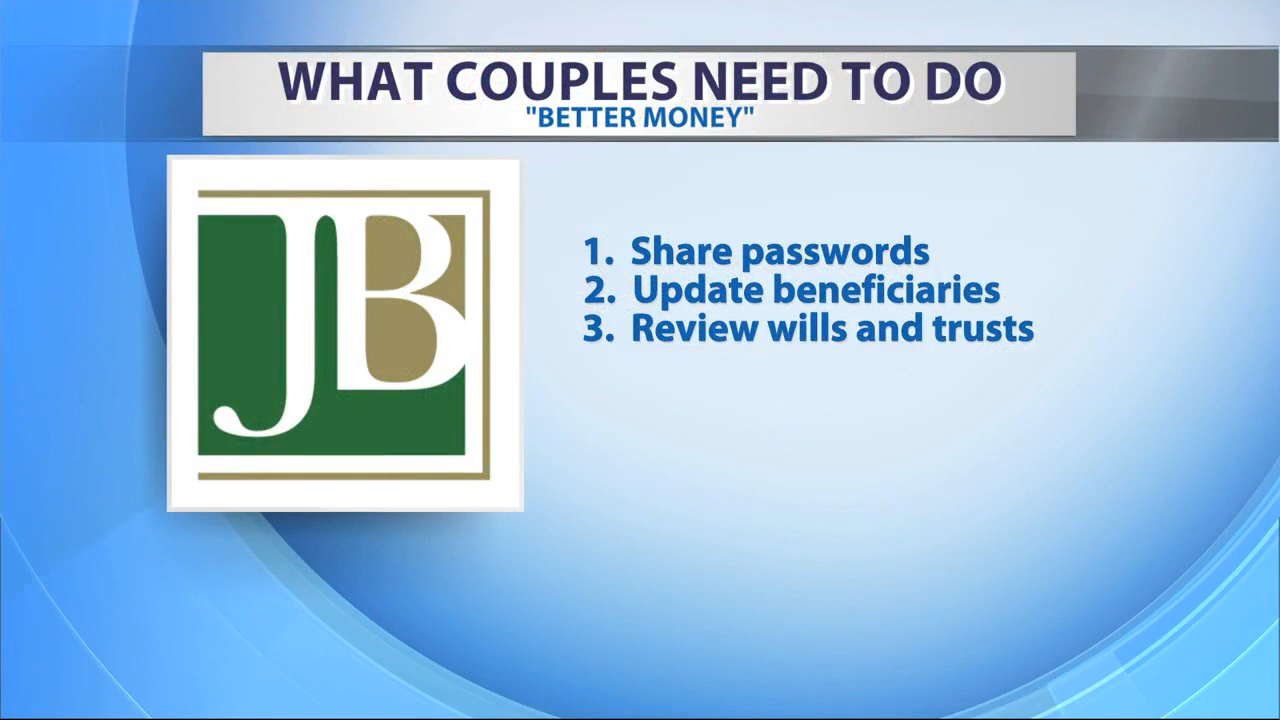 WHAT COUPLES NEED TO DO
"BETTER MONEY"
JB
1. Share passwords
2. Update beneficiaries
3. Review wills and trusts